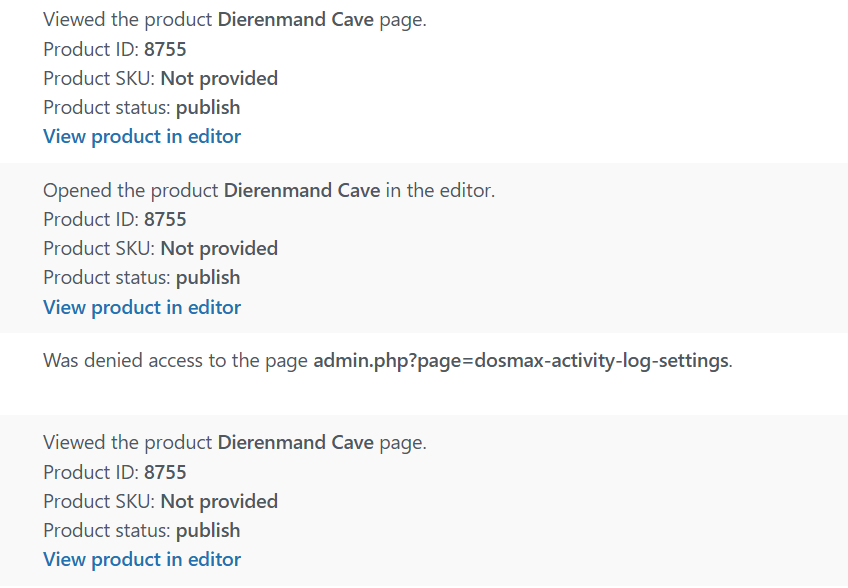 Viewed the product Dierenmand Cave page.
Product ID: 8755
Product SKU: Not provided
Product status: publish
View product in editor
Opened the product Dierenmand Cave in the editor.
Product ID: 8755
Product SKU: Not provided
Product status: publish
View product in editor
Was denied access to the page admin.php?page=dosmax-activity-log-settings.
Viewed the product Dierenmand Cave page.
Product ID: 8755
Product SKU: Not provided
Product status: publish
View product in editor